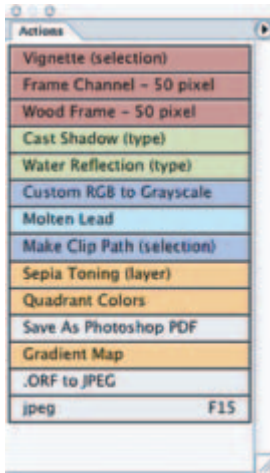 Actions
Vignette (selection)
Frame Channel - 50 pixel
Wood Frame - 50 pixel
Cast Shadow (type)
Water Reflection (type)
Custom RGB to Grayscale
Molten Lead
Make Clip Path (selection)
Sepia Toning (layer)
Quadrant Colors
Save As Photoshop PDF
Gradient Map
.ORF to JPEG
jpeg F15